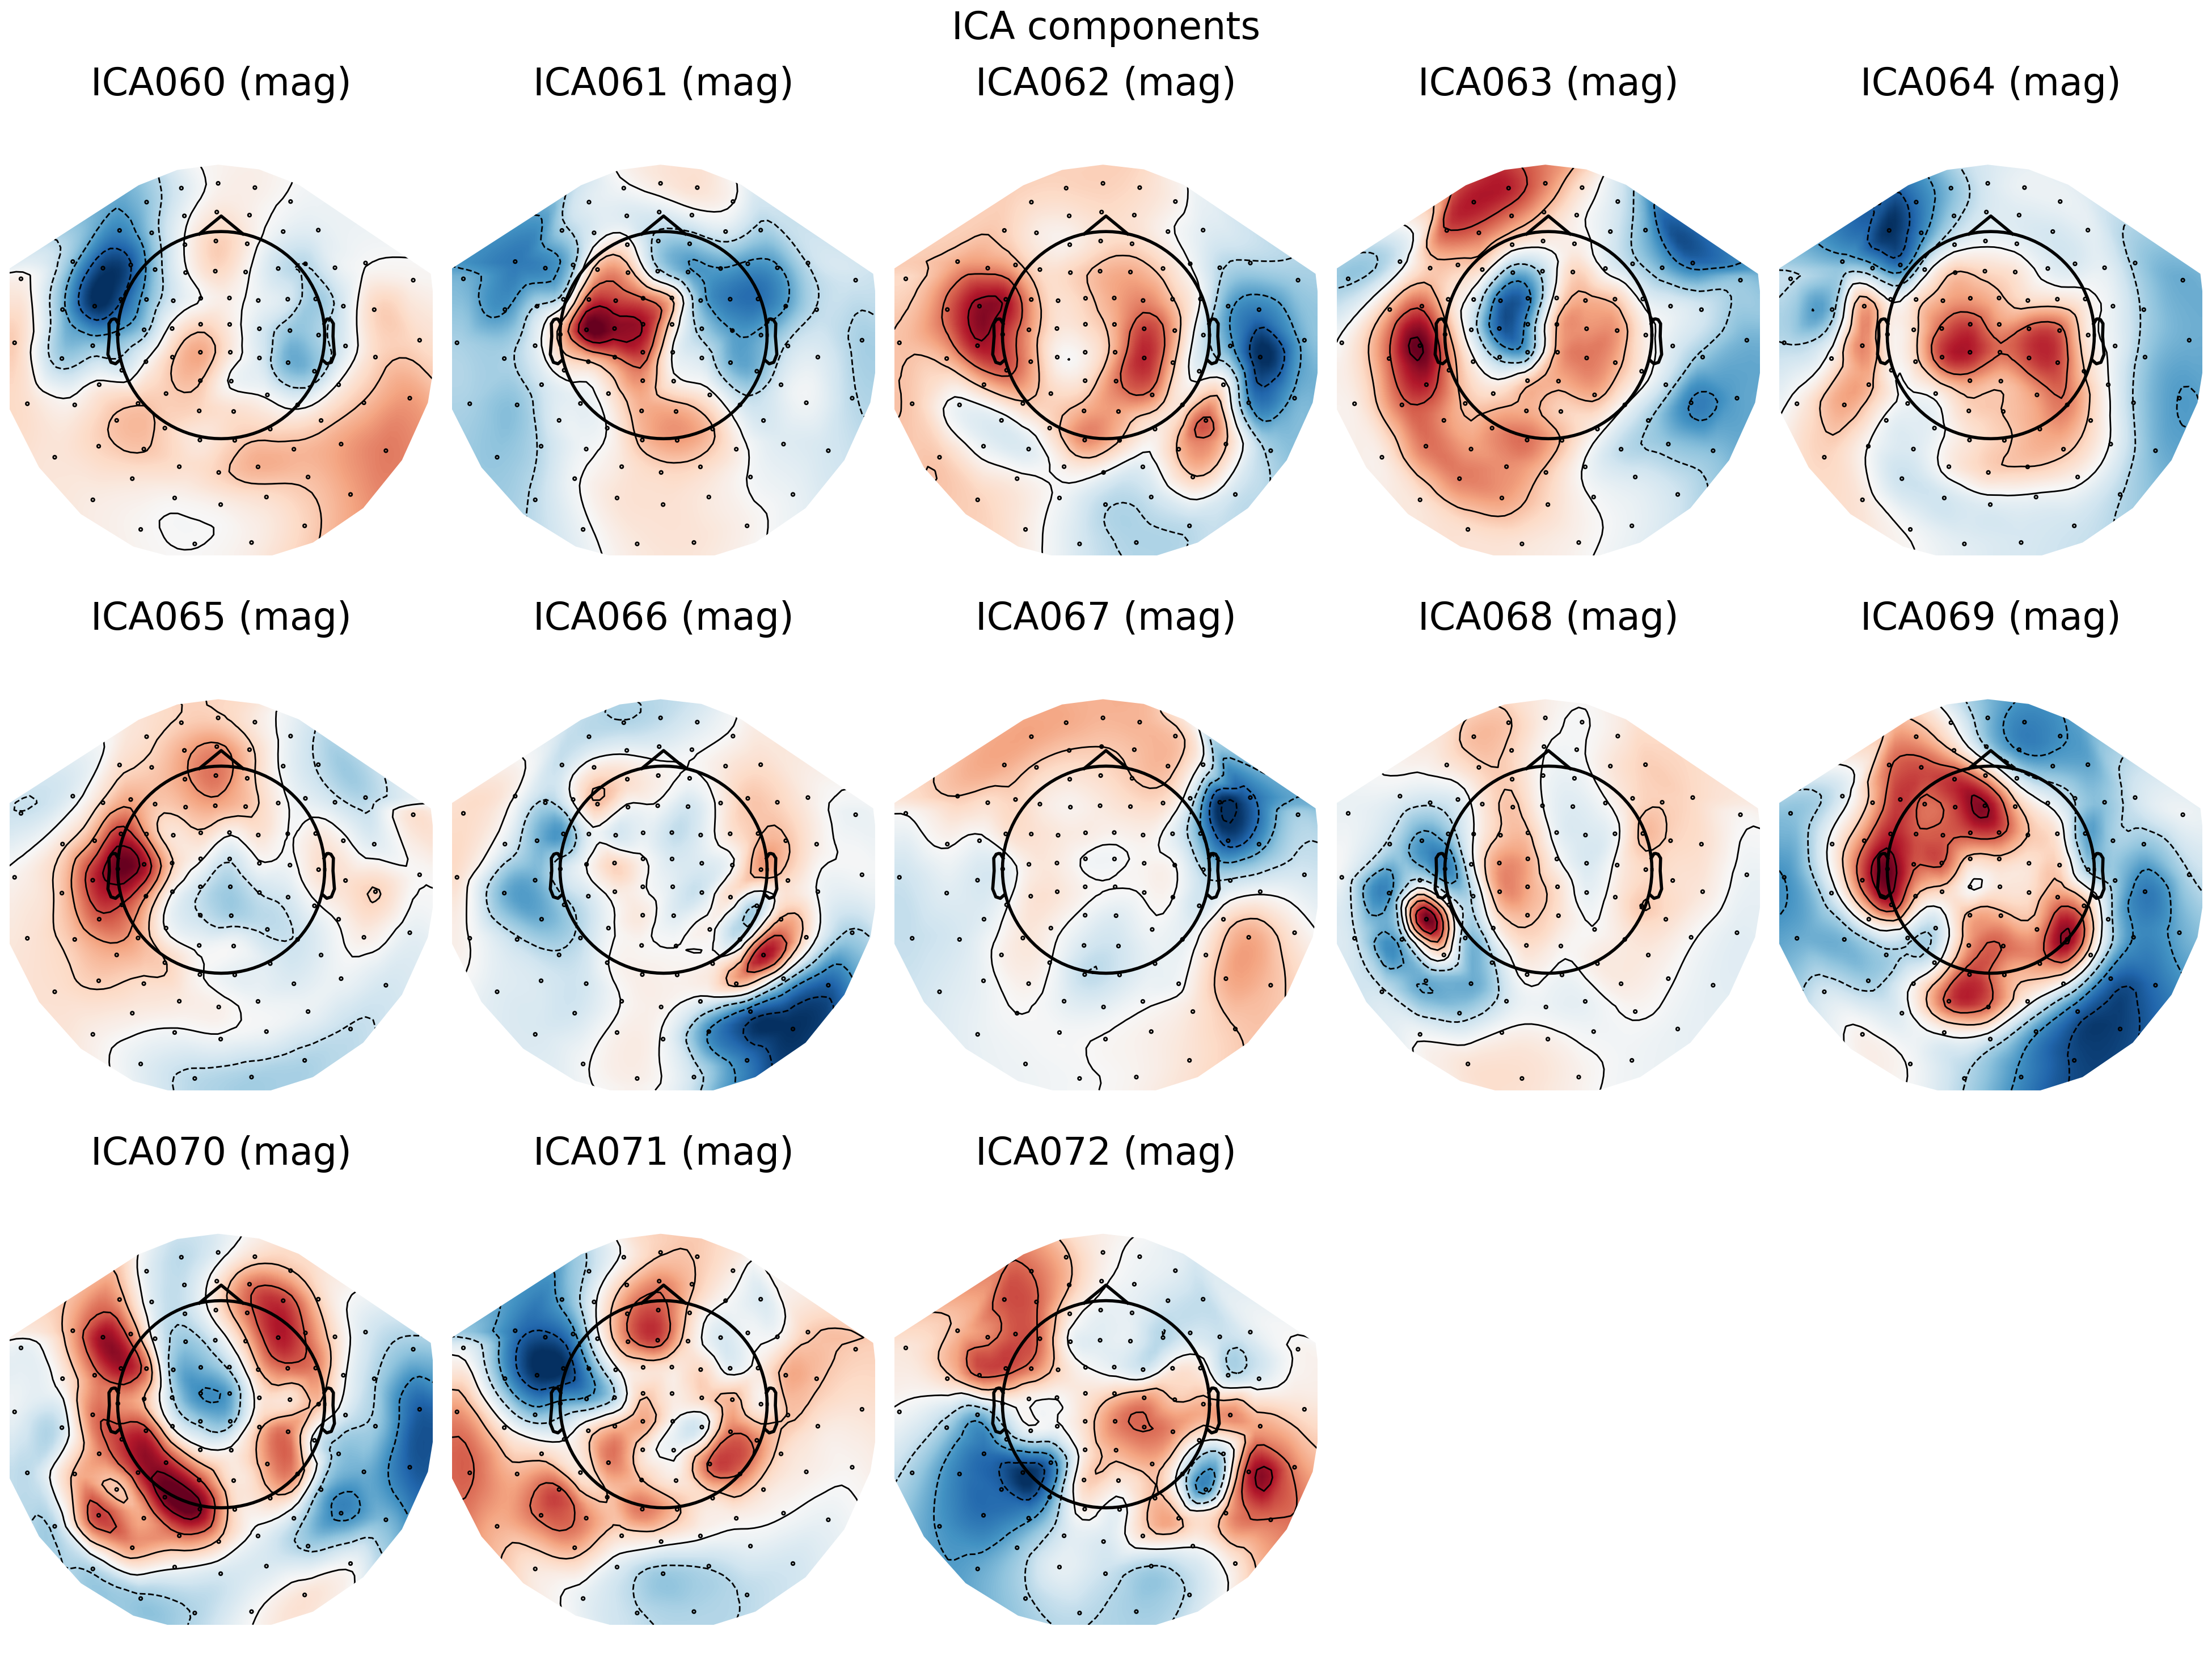 ICA components
ICA060 (mag)
ICA061 (mag)
ICA062 (mag)
ICA063 (mag)
ICA064 (mag)
ICA065 (mag)
ICA066 (mag)
ICA067 (mag)
ICA068 (mag)
ICA069 (mag)
ICA070 (mag)
ICA071 (mag)
ICA072 (mag)